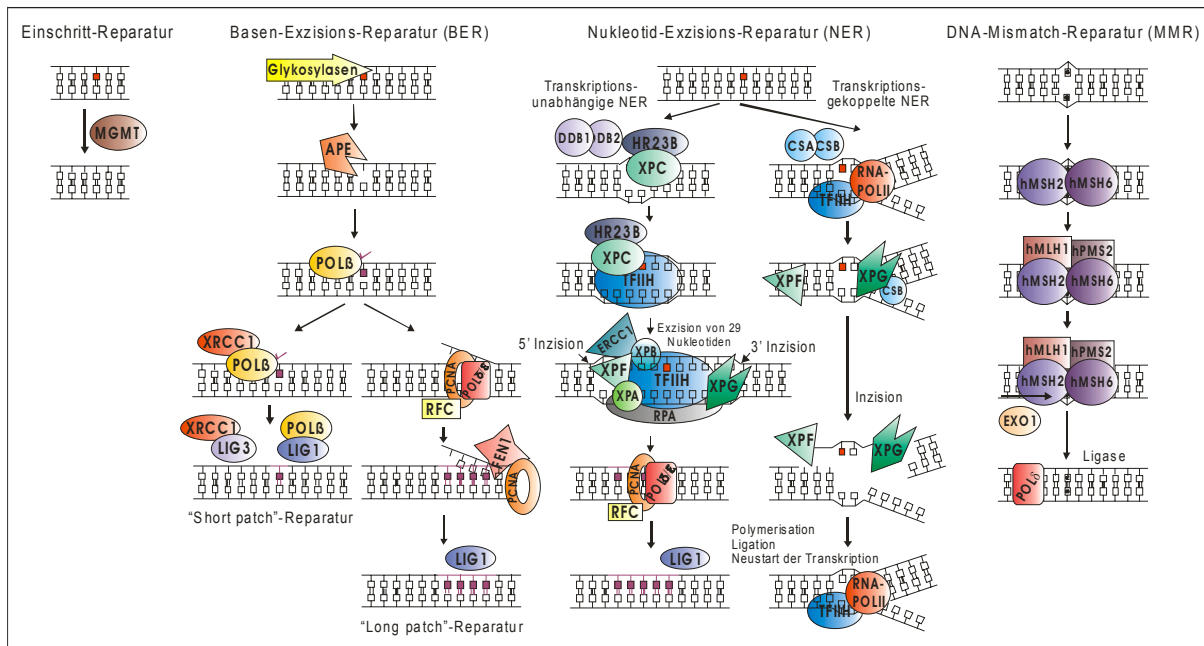 Einschritt-Reparatur
MGMT
Basen-Exzisions-Reparatur (BER)
Glykosylasen
APE
POLß
XRCC1
POLß
XRCC1
LIG3
POLß
LIG1
"Short patch"-Reparatur
PCNA
POLδ/ε
RFC
FEN1
PCNA
LIG1
"Long patch"-Reparatur
Nukleotid-Exzisions-Reparatur (NER)
Transkriptions-
unabhängige NER
DDB1
DDB2
HR23B
XPC
HR23B
XPC
TFIIH
Exzision von 29
Nukleotiden
5' Inzision
3' Inzision
ERCC1
XPB
XPF
TFIIH
XPG
XPA
RPA
PCNA
POLδ/ε
RFC
LIG1
Transkriptions-
gekoppelte NER
CSA
CSB
RNA-
POLII
TFIIH
XPF
XPG
CSB
Inzision
XPF
XPG
Polymerisation
Ligation
Neustart der Transkription
RNA-
POLII
TFIIH
DNA-Mismatch-Reparatur (MMR)
hMSH2
hMSH6
hMLH1
hPMS2
hMSH2
hMSH6
hMLH1
hPMS2
hMSH2
hMSH6
EXO1
Ligase
POLδ